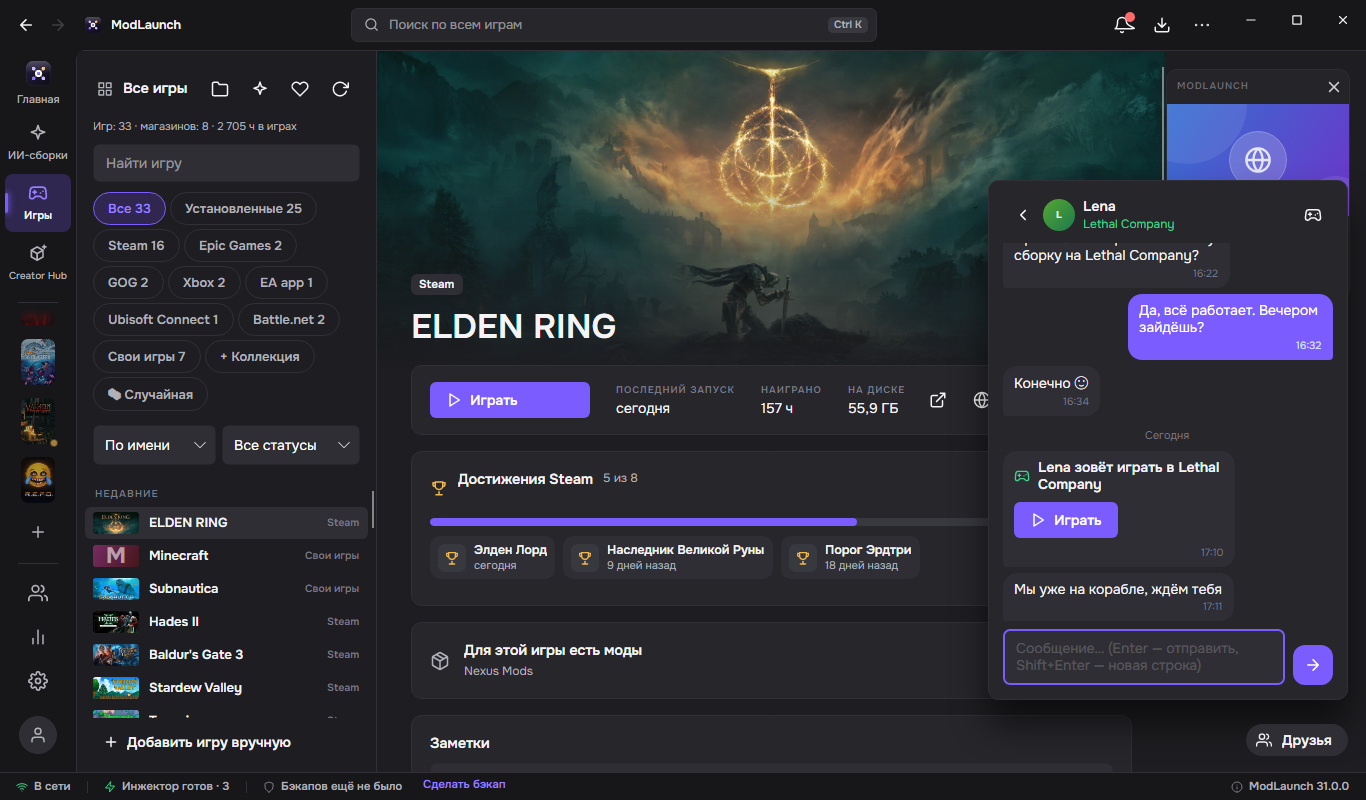 ModLaunch
Поиск по всем играм
Ctrl K
Главная
ИИ-сборки
Игры
Creator Hub
Все игры
Игр: 33 · магазинов: 8 · 2 705 ч в играх
Найти игру
Все 33
Установленные 25
Steam 16
Epic Games 2
GOG 2
Xbox 2
EA app 1
Ubisoft Connect 1
Battle.net 2
Свои игры 7
+ Коллекция
Случайная
По имени
Все статусы
НЕДАВНИЕ
ELDEN RING
Steam
Minecraft
Свои игры
Subnautica
Свои игры
Hades II
Steam
Baldur's Gate 3
Steam
Stardew Valley
Steam
Добавить игру вручную
Steam
ELDEN RING
Играть
ПОСЛЕДНИЙ ЗАПУСК
сегодня
НАИГРАНО
157 ч
НА ДИСКЕ
55,9 ГБ
Достижения Steam
5 из 8
Элден Лорд
сегодня
Наследник Великой Руны
9 дней назад
Порог Эрдтри
18 дней назад
Для этой игры есть моды
Nexus Mods
Заметки
MODLAUNCH
L
Lena
Lethal Company
сборку на Lethal Company?
16:22
Да, всё работает. Вечером
зайдёшь?
16:32
Конечно
16:34
Сегодня
Lena зовёт играть в Lethal
Company
Играть
17:10
Мы уже на корабле, ждём тебя
17:11
Сообщение... (Enter — отправить,
Shift+Enter — новая строка)
Друзья
В сети
Инжектор готов · 3
Бэкапов ещё не было
Сделать бэкап
ModLaunch 31.0.0